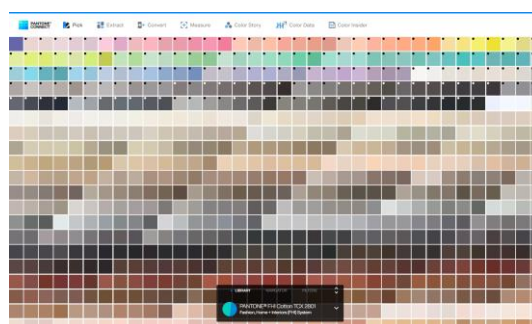 PANTONE®
CONNECT
Pick
Extract
Convert
Measure
Color Story
Color Data
Color Insider
LIBRARY
PANTONE® FHI Cotton TCX 2801
Fashion, Home + Interiors (FHI) System